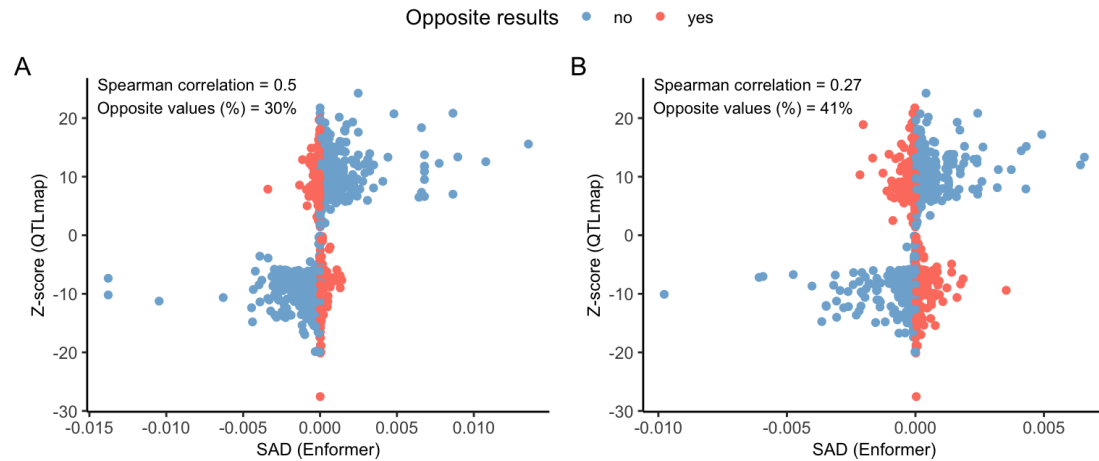 Opposite results no yes
A
Spearman correlation = 0.5
Opposite values (%) = 30%
20
10
0
-10
-20
-30
Z-score (QTLmap)
-0.015 -0.010 -0.005 0.000 0.005 0.010
SAD (Enformer)
B
Spearman correlation = 0.27
Opposite values (%) = 41%
20
10
0
-10
-20
-30
Z-score (QTLmap)
-0.010 -0.005 0.000 0.005
SAD (Enformer)